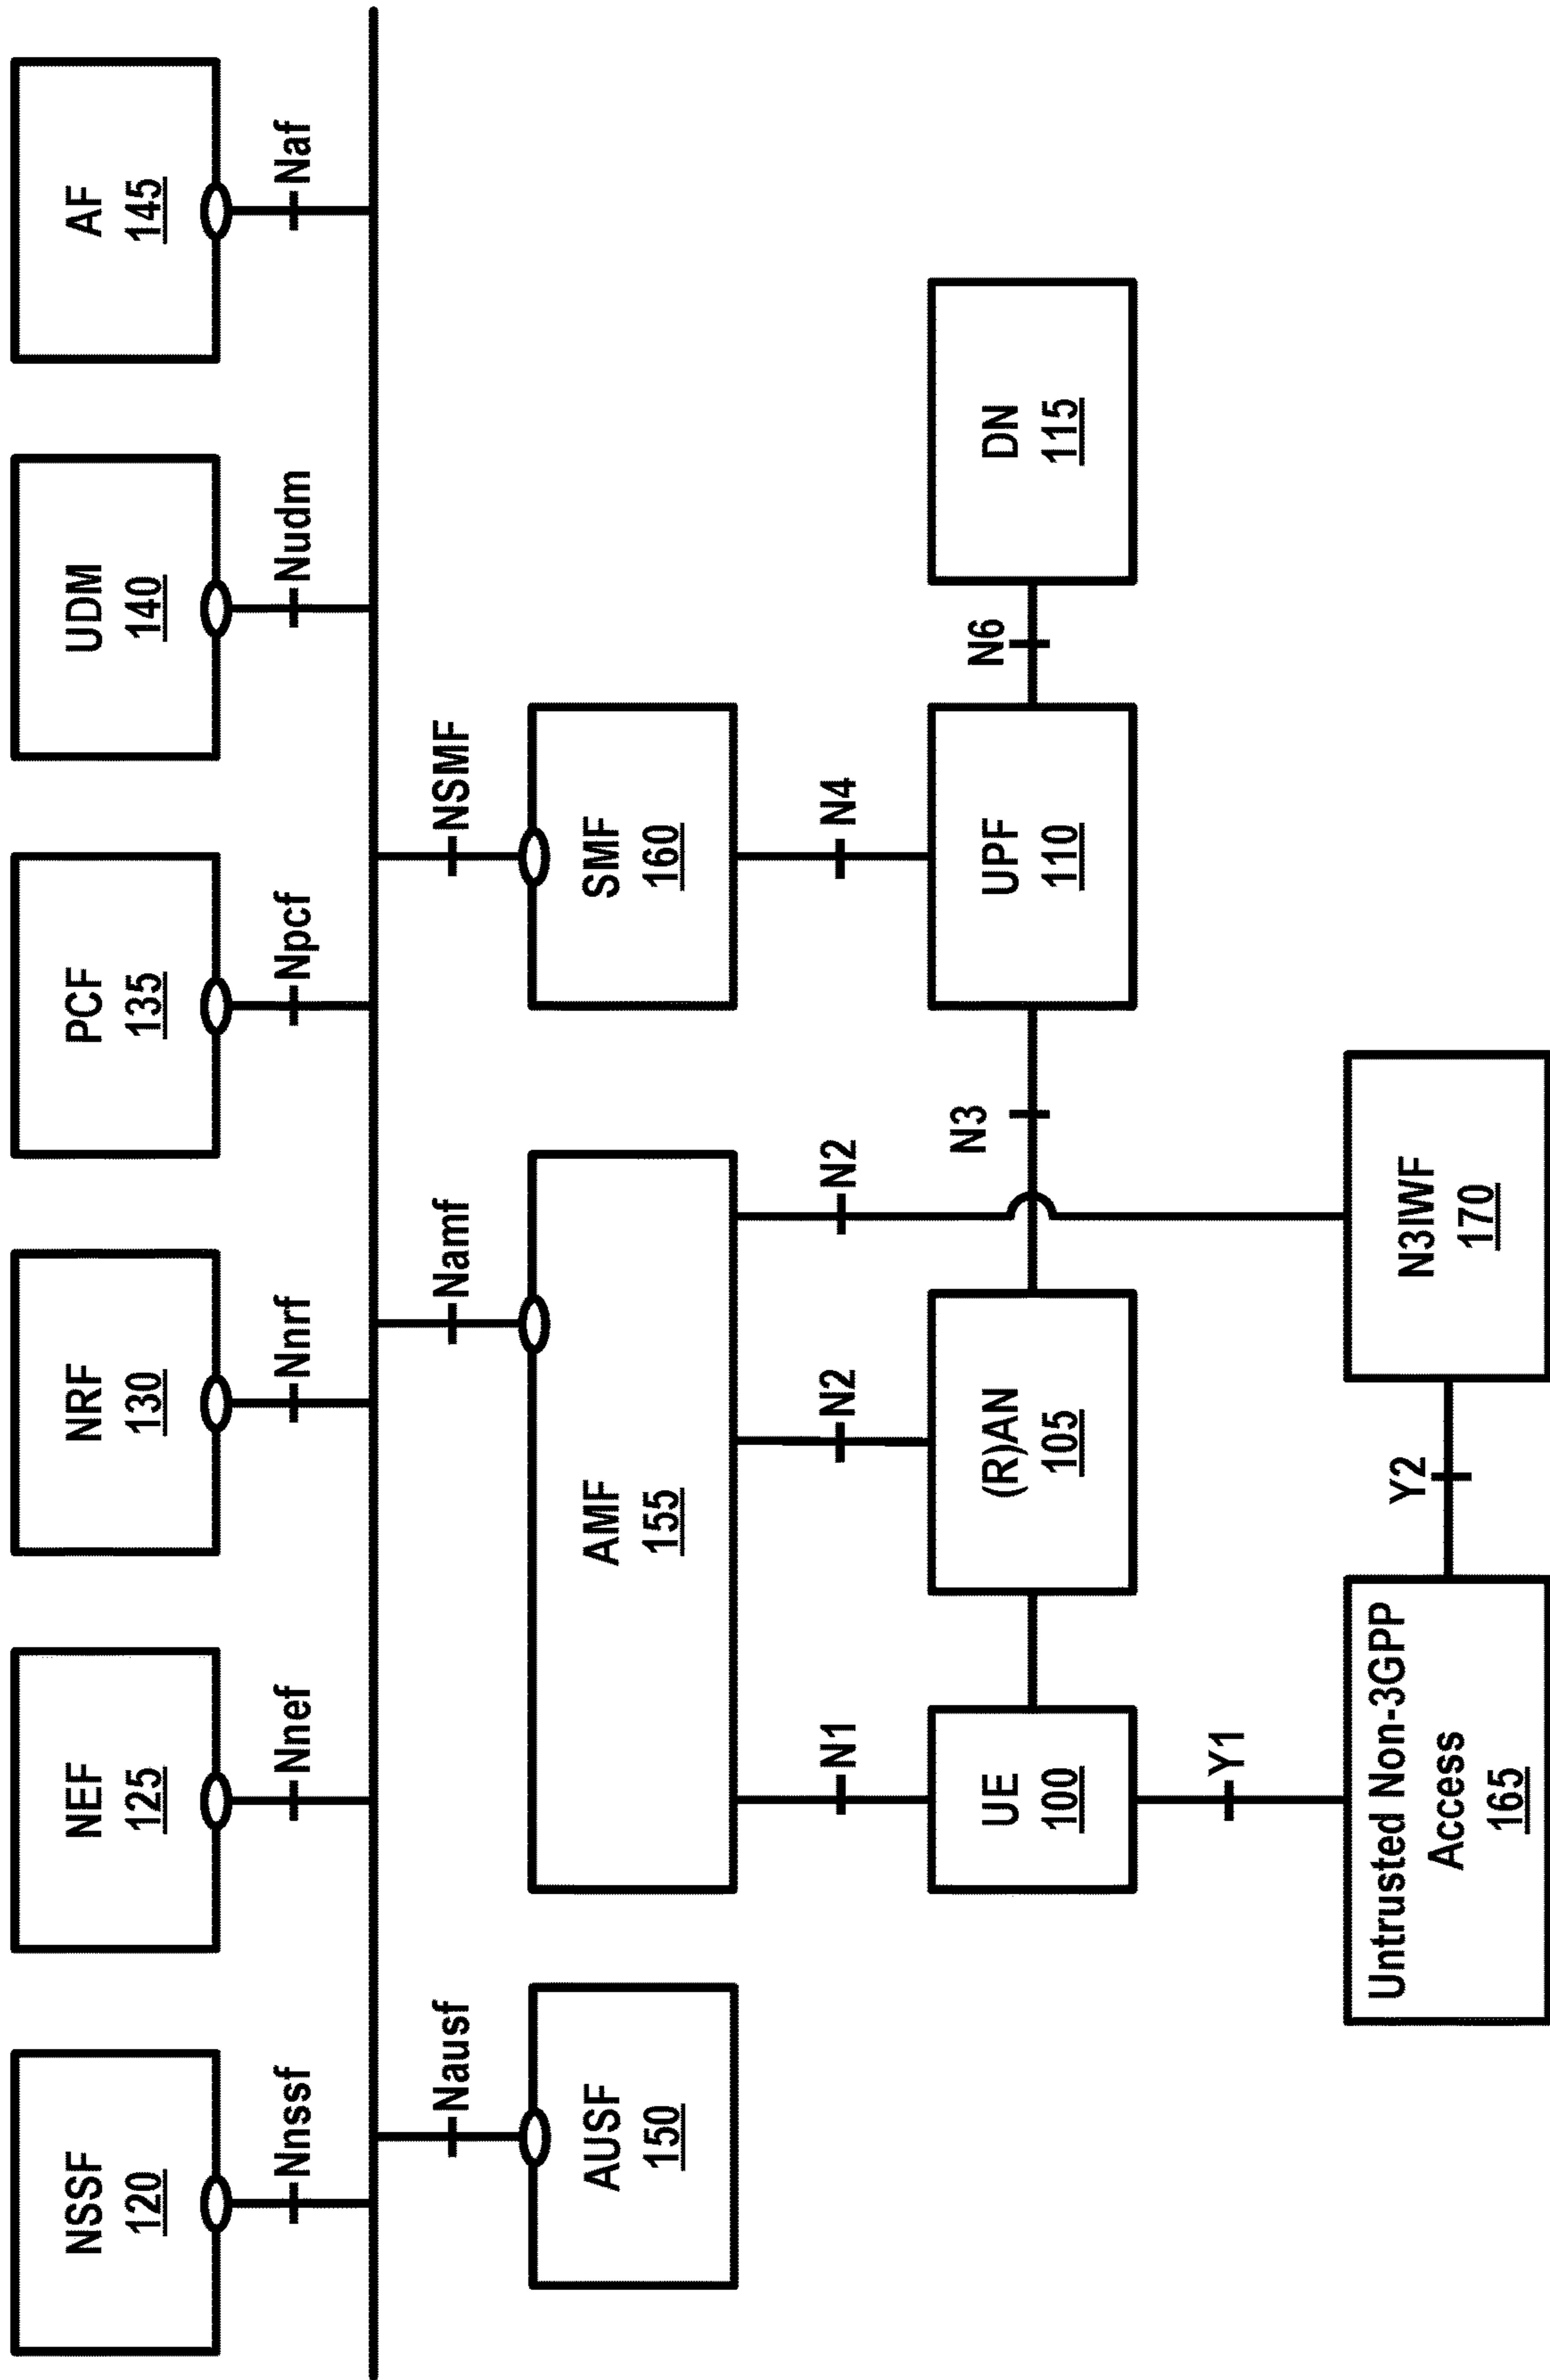 NSSF
120
NEF
125
NRF
130
PCF
135
UDM
140
AF
145
Nnssf
Nnef
Nnrf
Npcf
Nudm
Naf
Nausf
Namf
NSMF
AUSF
150
AMF
155
SMF
160
N1
N2
N2
N4
UE
100
(R)AN
105
N3
UPF
110
N6
DN
115
Y1
Untrusted Non-3GPP
Access
165
Y2
N3IWF
170